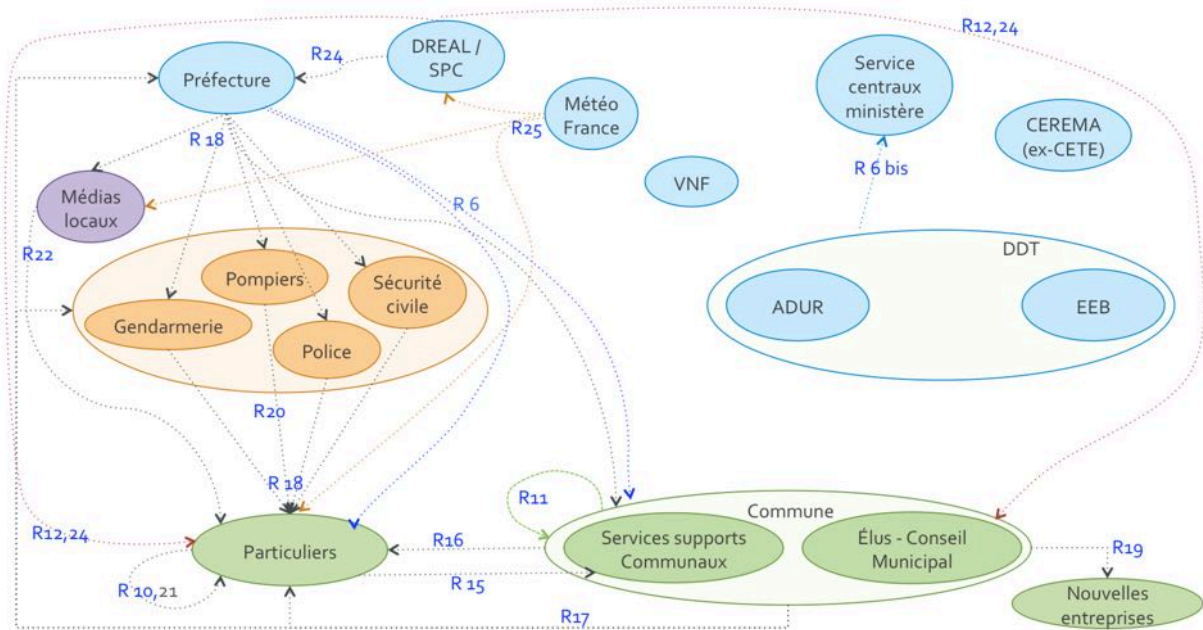 R12,24
R24
DREAL /
SPC
Préfecture
Service
centraux
ministère
Météo
France
R 18
R25
CEREMA
(ex-CETE)
R 6 bis
VNF
Médias
locaux
R 6
R22
DDT
Pompiers
Sécurité
civile
ADUR
EEB
Gendarmerie
Police
R20
R 18
R11
Commune
R12,24
Particuliers
R16
Services supports
Communaux
Élus - Conseil
Municipal
R19
R 10,21
R 15
Nouvelles
entreprises
R17